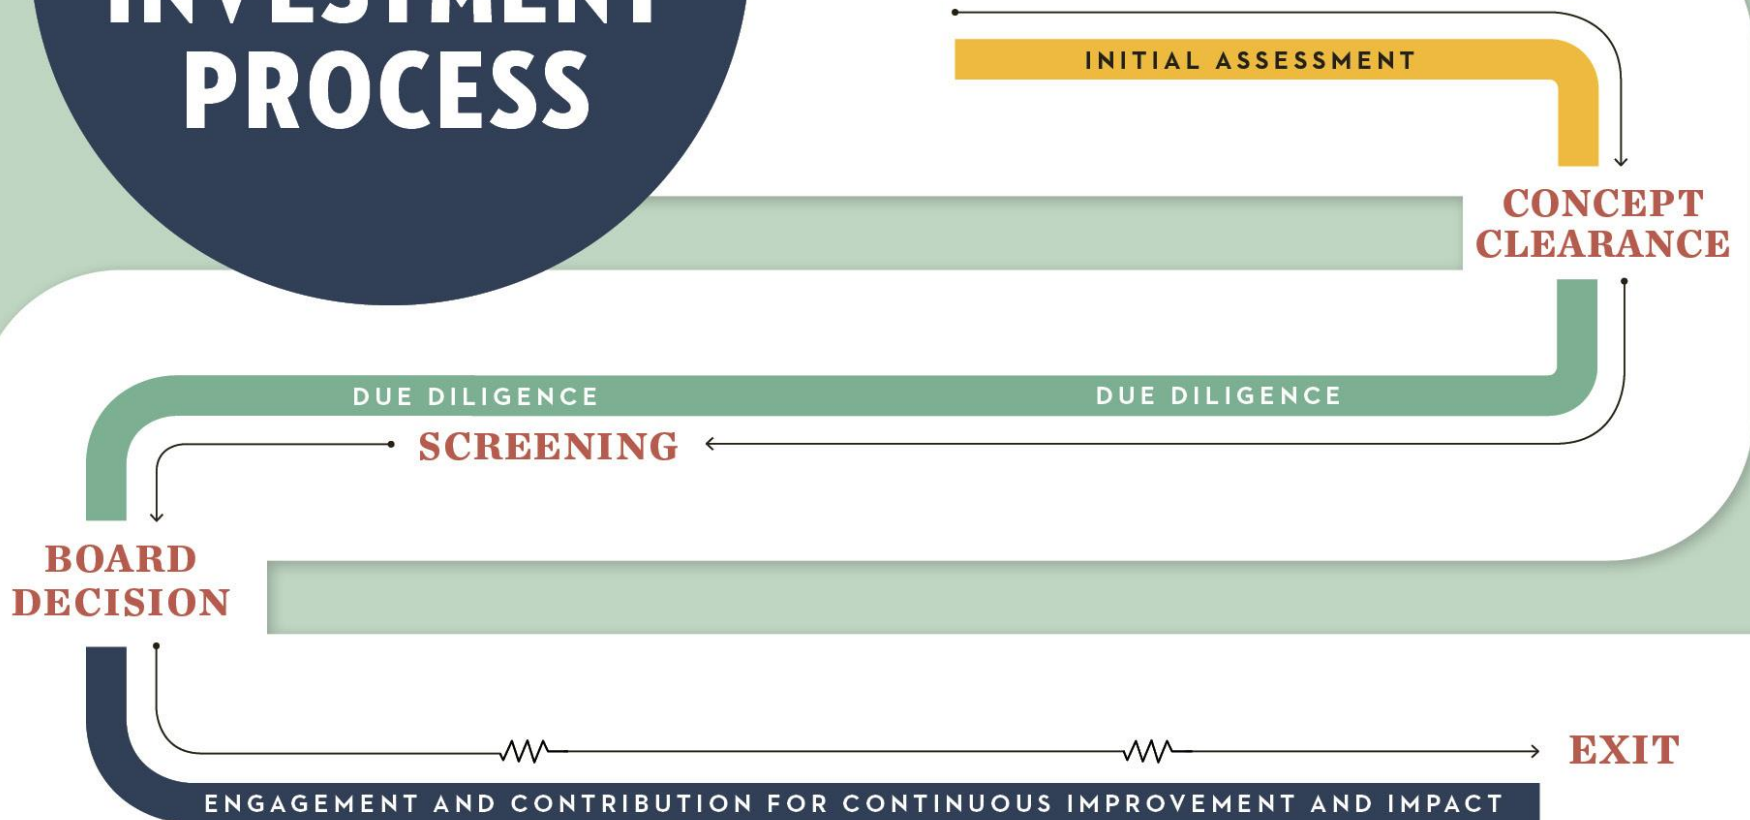 INVESTMENT
PROCESS
INITIAL ASSESSMENT
CONCEPT
CLEARANCE
DUE DILIGENCE
DUE DILIGENCE
SCREENING
BOARD
DECISION
EXIT
ENGAGEMENT AND CONTRIBUTION FOR CONTINUOUS IMPROVEMENT AND IMPACT